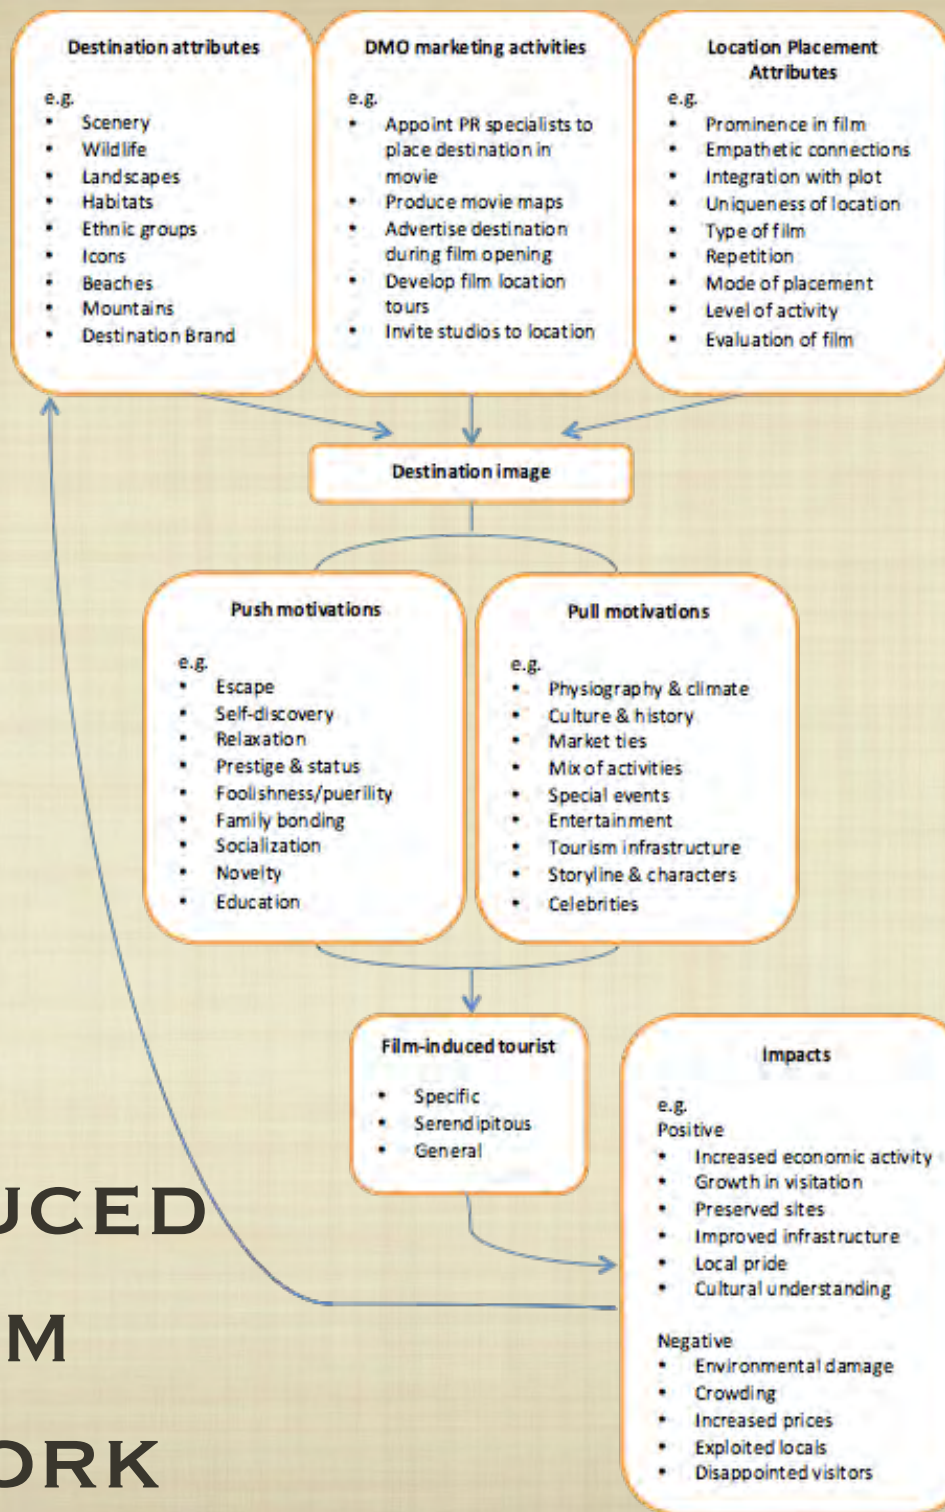 Destination attributes
e.g.
• Scenery
• Wildlife
• Landscapes
• Habitats
• Ethnic groups
• Icons
• Beaches
• Mountains
• Destination Brand
DMO marketing activities
e.g.
• Appoint PR specialists to
place destination in
movie
• Produce movie maps
• Advertise destination
during film opening
• Develop film location
tours
• Invite studios to location
Location Placement
Attributes
e.g.
• Prominence in film
• Empathetic connections
• Integration with plot
• Uniqueness of location
• Type of film
• Repetition
• Mode of placement
• Level of activity
• Evaluation of film
Destination image
Push motivations
e.g.
• Escape
• Self-discovery
• Relaxation
• Prestige & status
• Foolishness/puerility
• Family bonding
• Socialization
• Novelty
• Education
Pull motivations
e.g.
• Physiography & climate
• Culture & history
• Market ties
• Mix of activities
• Special events
• Entertainment
• Tourism infrastructure
• Storyline & characters
• Celebrities
Film-induced tourist
• Specific
• Serendipitous
• General
Impacts
e.g.
Positive
• Increased economic activity
• Growth in visitation
• Preserved sites
• Improved infrastructure
• Local pride
• Cultural understanding
Negative
• Environmental damage
• Crowding
• Increased prices
• Exploited locals
• Disappointed visitors
UCED
M
ORK